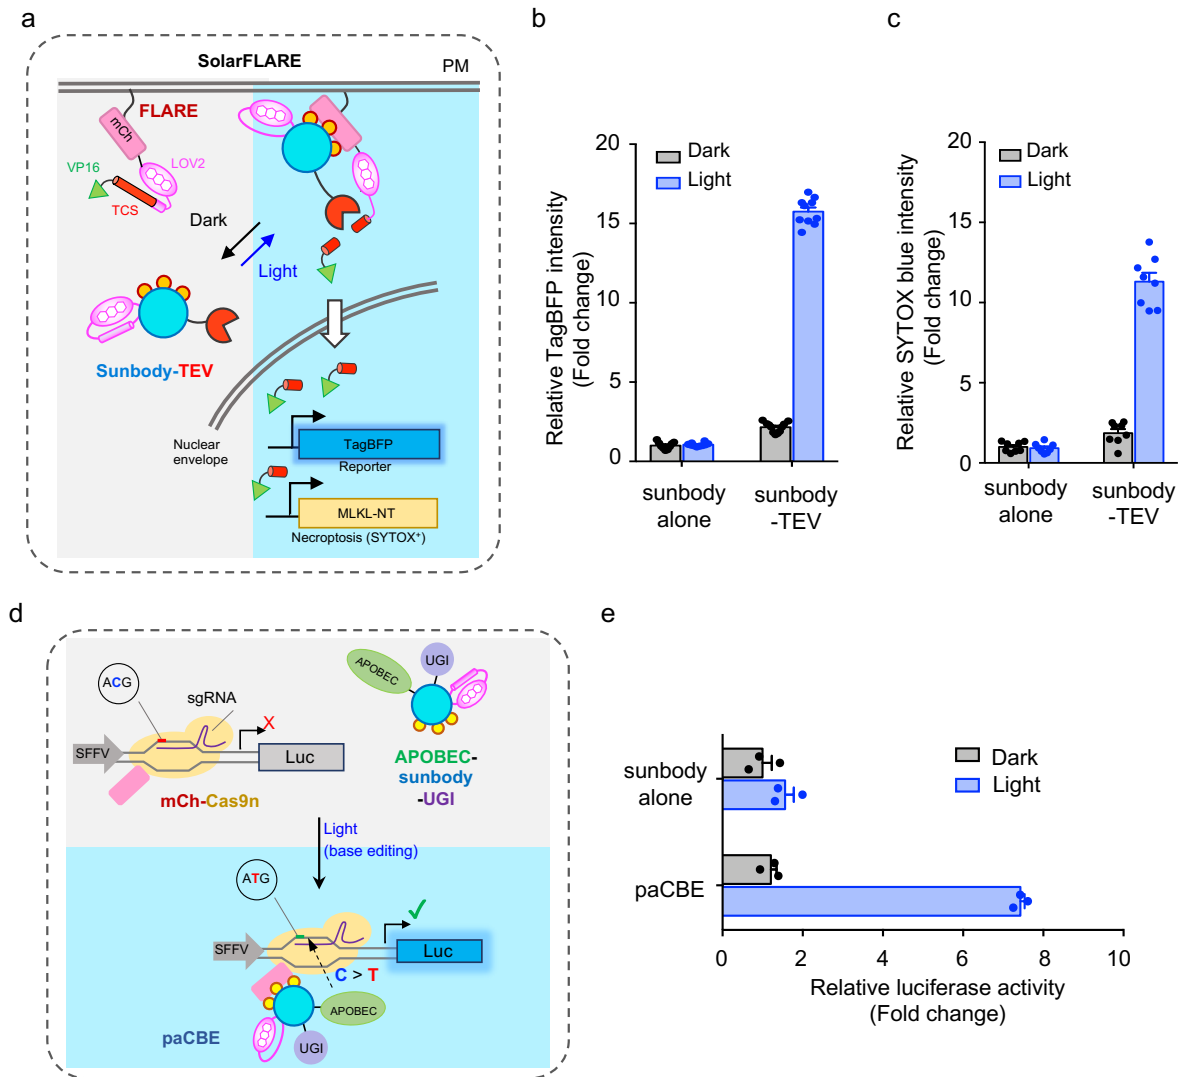 a
SolarFLARE
PM
FLARE
mCh
VP16
LOV2
TCS
Dark
Light
Sunbody-TEV
Nuclear
envelope
TagBFP
Reporter
MLKL-NT
Necroptosis (SYTOX⁺)
b
Relative TagBFP intensity
(Fold change)
20
15
10
5
0
Dark
Light
sunbody
alone
sunbody
-TEV
c
Relative SYTOX blue intensity
(Fold change)
20
15
10
5
0
Dark
Light
sunbody
alone
sunbody
-TEV
d
ACG
sgRNA
X
SFFV
Luc
mCh-Cas9n
APOBEC
UGI
APOBEC-
sunbody
-UGI
Light
(base editing)
ATG
SFFV
Luc
C > T
APOBEC
UGI
paCBE
e
Dark
Light
sunbody
alone
paCBE
0 2 4 6 8 10
Relative luciferase activity
(Fold change)